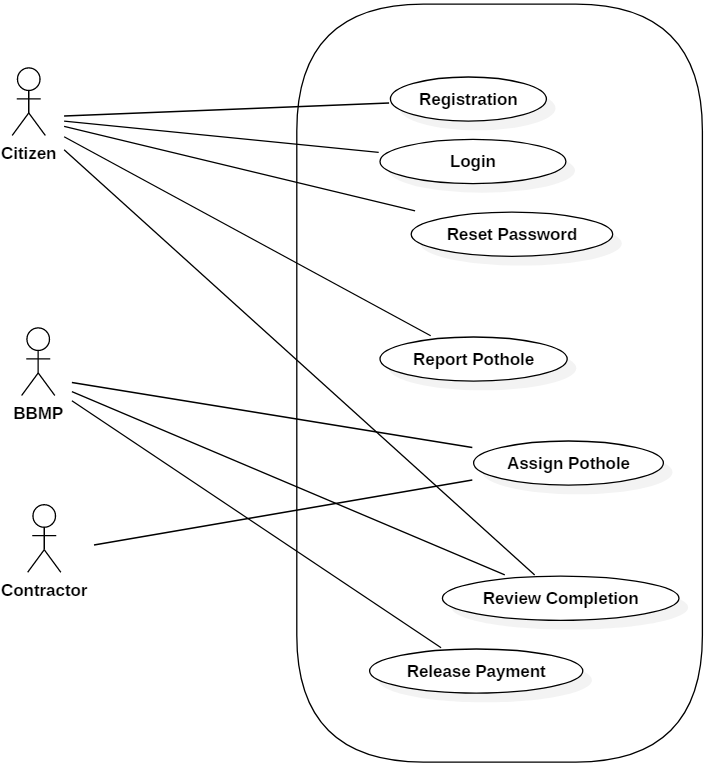 Registration
Citizen
Login
Reset Password
Report Pothole
BBMP
Assign Pothole
Contractor
Review Completion
Release Payment